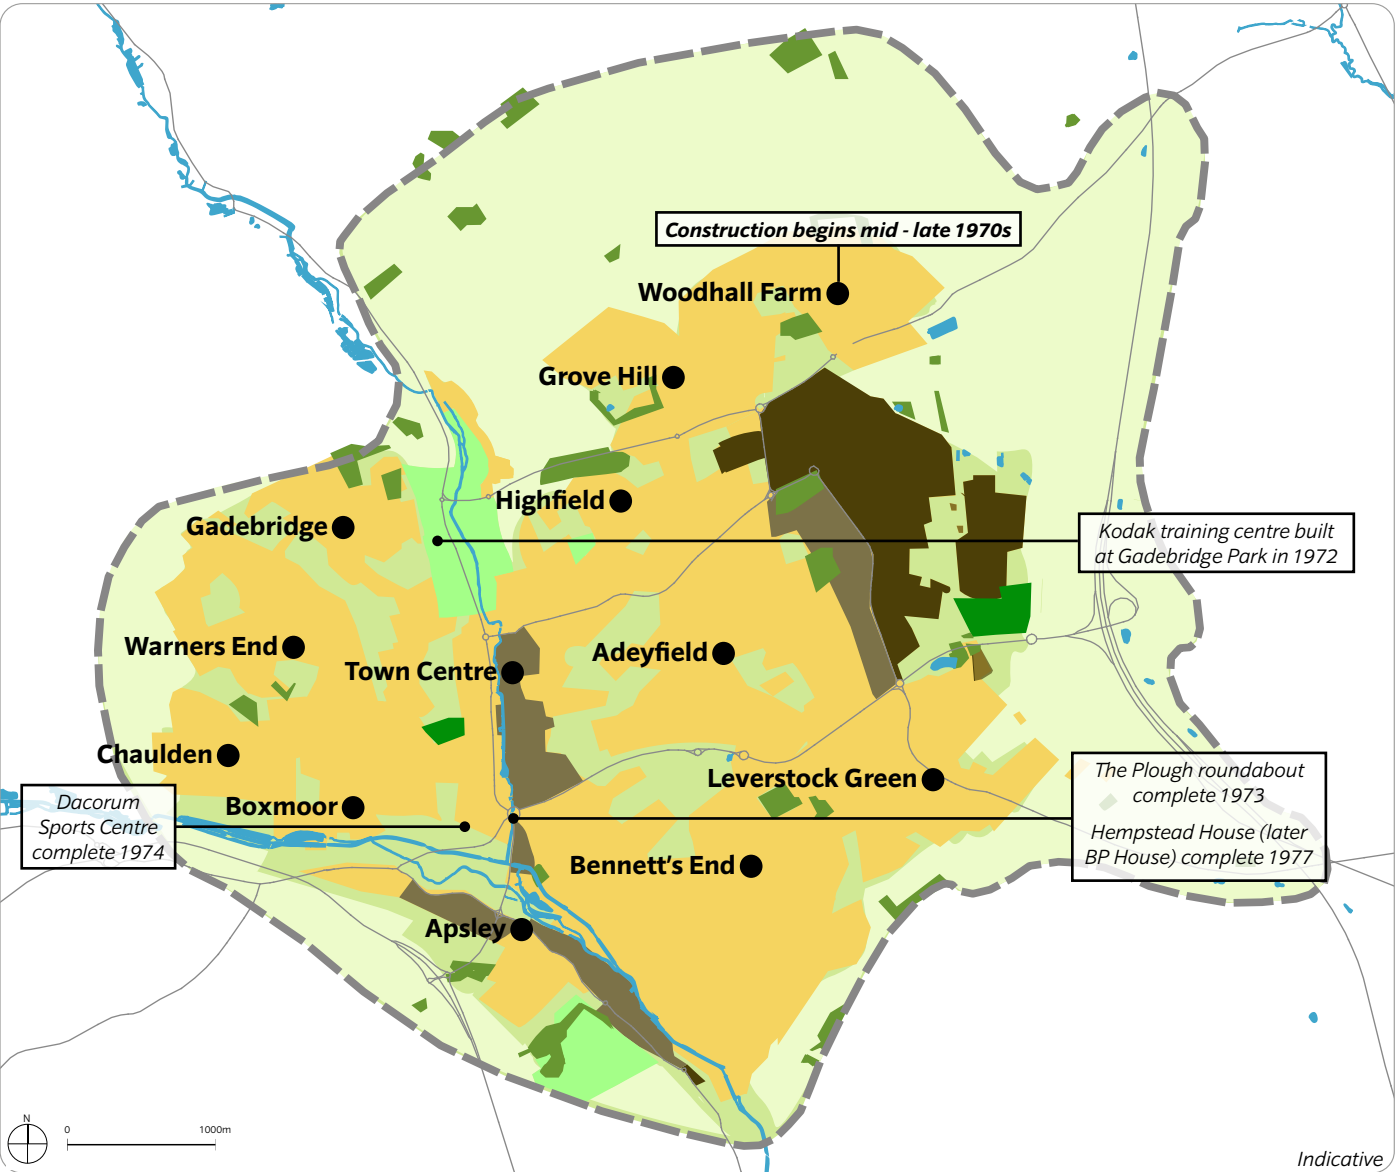 Construction begins mid - late 1970s
Woodhall Farm
Grove Hill
Highfield
Gadebridge
Kodak training centre built
at Gadebridge Park in 1972
Warners End
Town Centre
Adeyfield
Chaulden
Leverstock Green
The Plough roundabout
complete 1973
Hempstead House (later
BP House) complete 1977
Boxmoor
Dacorum
Sports Centre
complete 1974
Bennett's End
Apsley
N
0
1000m
Indicative